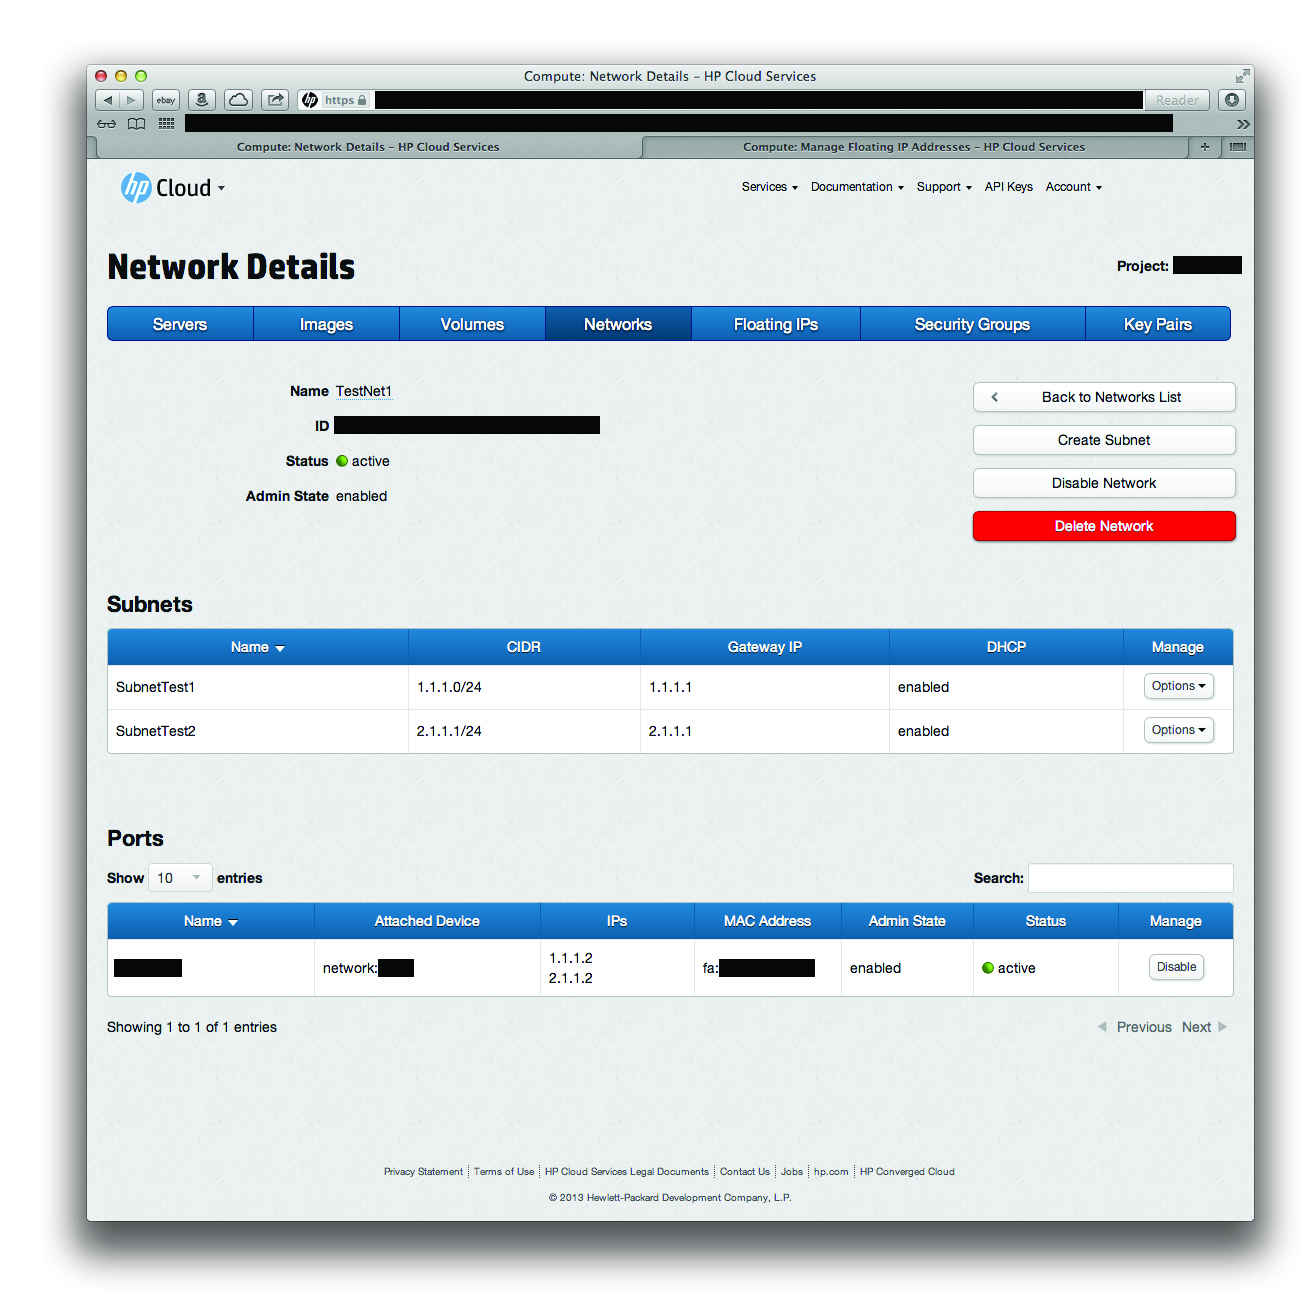 Compute: Network Details – HP Cloud Services
ebay
a
hp https Reader
Compute: Network Details – HP Cloud Services Compute: Manage Floating IP Addresses – HP Cloud Services +
hp Cloud Services Documentation Support API Keys Account
Network Details
Project:
Servers Images Volumes Networks Floating IPs Security Groups Key Pairs
Name TestNet1
Back to Networks List
ID
Create Subnet
Status active
Disable Network
Admin State enabled
Delete Network
Subnets
Name CIDR Gateway IP DHCP Manage
SubnetTest1 1.1.1.0/24 1.1.1.1 enabled Options
SubnetTest2 2.1.1.1/24 2.1.1.1 enabled Options
Ports
Show 10 entries Search:
Name Attached Device IPs MAC Address Admin State Status Manage
network: 1.1.1.2 fa: enabled active Disable
2.1.1.2
Showing 1 to 1 of 1 entries Previous Next
Privacy Statement Terms of Use HP Cloud Services Legal Documents Contact Us Jobs hp.com HP Converged Cloud
© 2013 Hewlett-Packard Development Company, L.P.